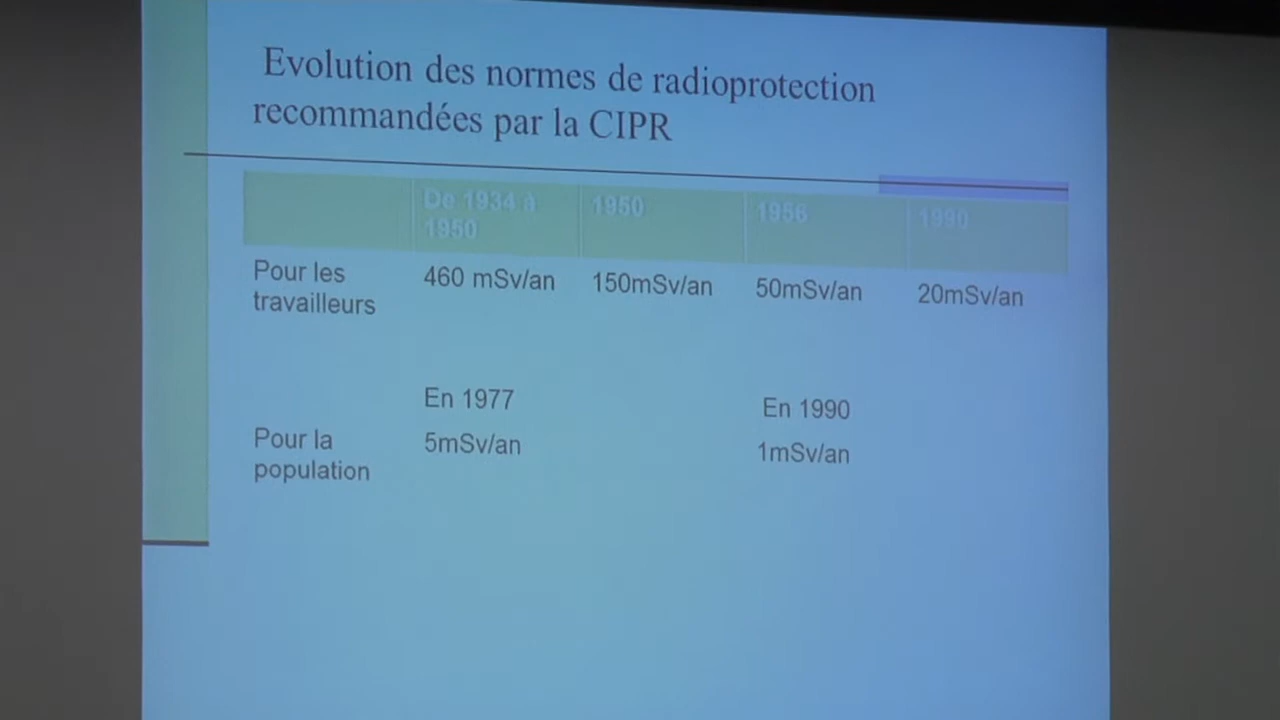 Evolution des normes de radioprotection
recommandées par la CIPR
De 1934 à
1950
1950
1956
1990
Pour les
travailleurs
460 mSv/an
150mSv/an
50mSv/an
20mSv/an
En 1977
En 1990
Pour la
population
5mSv/an
1mSv/an